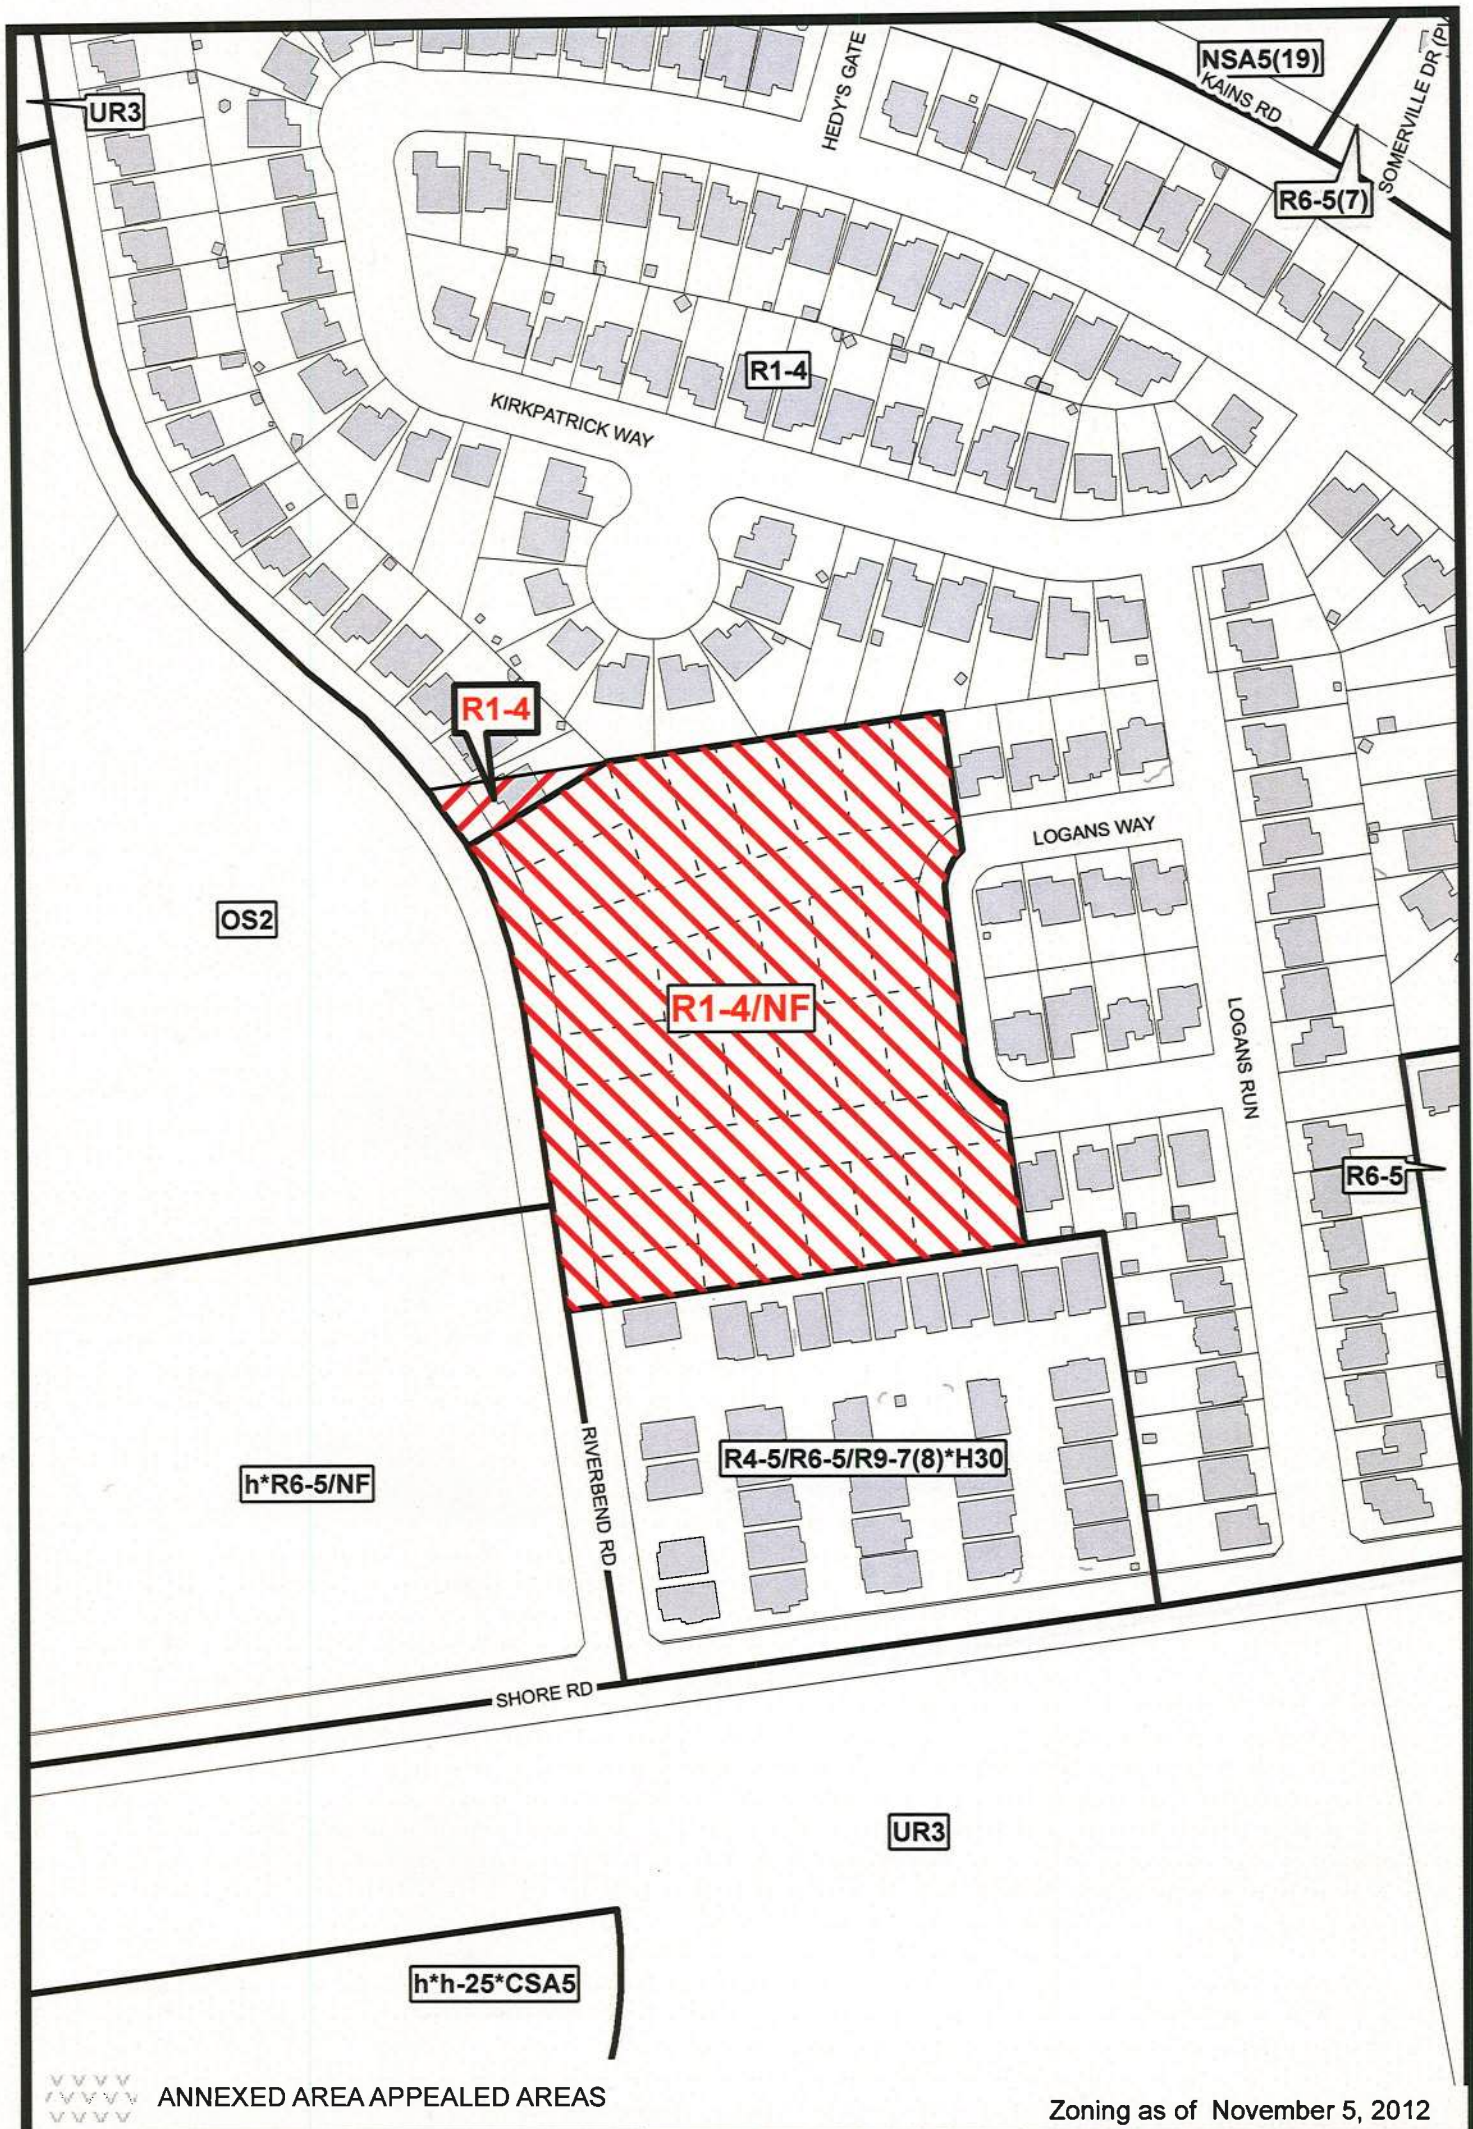 NSA5(19)
KAINS RD
SOMERVILLE DR (PL
UR3
HEDY'S GATE
R6-5(7)
R1-4
KIRKPATRICK WAY
R1-4
LOGANS WAY
OS2
R1-4/NF
LOGANS RUN
R6-5
RIVERBEND RD
R4-5/R6-5/R9-7(8)*H30
h*R6-5/NF
SHORE RD
UR3
h*h-25*CSA5
ANNEXED AREA APPEALED AREAS
Zoning as of November 5, 2012